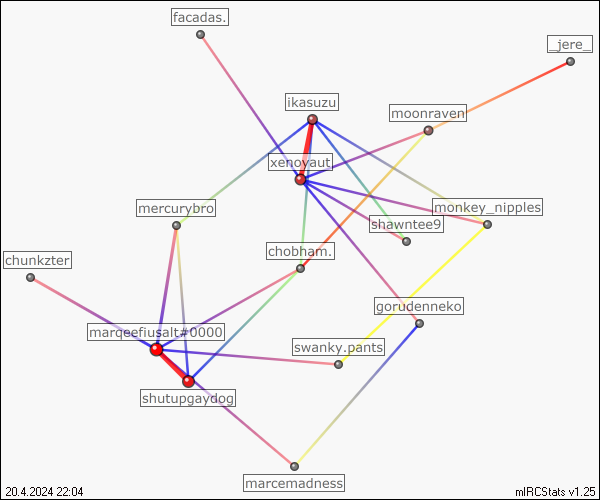 facadas.
_jere_
ikasuzu
moonraven
xenoyaut
mercurybro
monkey_nipples
shawntee9
chobham.
chunkzter
gorudenneko
marqeefiusalt#0000
swanky.pants
shutupgaydog
marcemadness
20.4.2024 22:04
mIRCStats v1.25